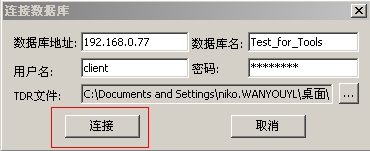 连接数据库
数据库地址: 192.168.0.77 数据库名: Test_for_Tools
用户名: client 密码: ********
TDR文件: C:\Documents and Settings\niko.WANYOUYL\桌面\ ...
连接 取消